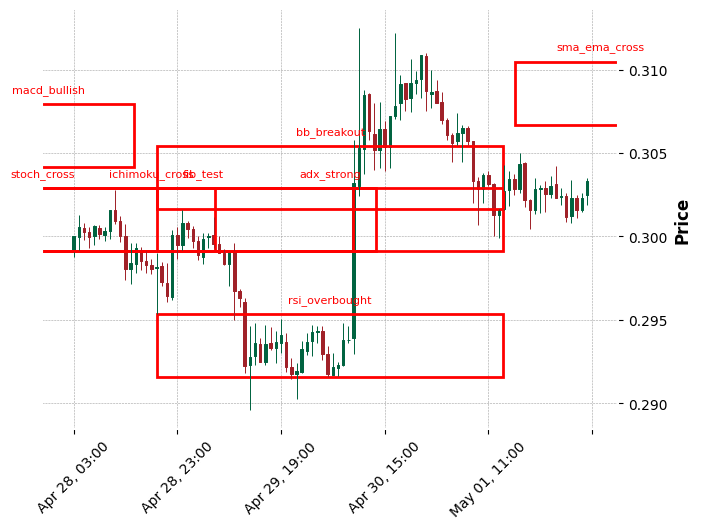 sma_ema_cross
macd_bullish
bb_breakout
stoch_cross
ichimoku_cross
fib_test
adx_strong
rsi_overbought
0.310
0.305
0.300
0.295
0.290
Price
Apr 28, 03:00
Apr 28, 23:00
Apr 29, 19:00
Apr 30, 15:00
May 01, 11:00